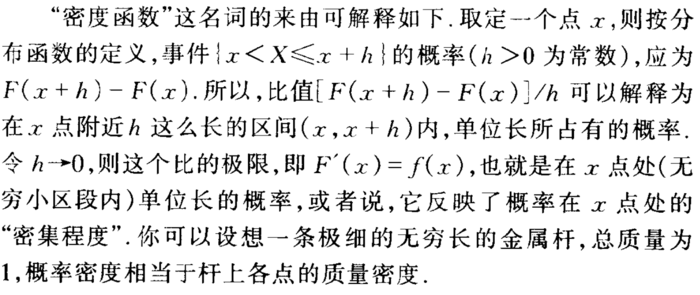 “密度函数”这名词的来由可解释如下.取定一个点 x,则按分
布函数的定义,事件{x<X≤x+h}的概率(h>0 为常数),应为
F(x+h)-F(x).所以,比值[F(x+h)-F(x)]/h 可以解释为
在 x 点附近 h 这么长的区间(x,x+h)内,单位长所占有的概率.
令 h→0,则这个比的极限,即 F′(x)=f(x),也就是在 x 点处(无
穷小区段内)单位长的概率,或者说,它反映了概率在 x 点处的
“密集程度”.你可以设想一条极细的无穷长的金属杆,总质量为
1,概率密度相当于杆上各点的质量密度.